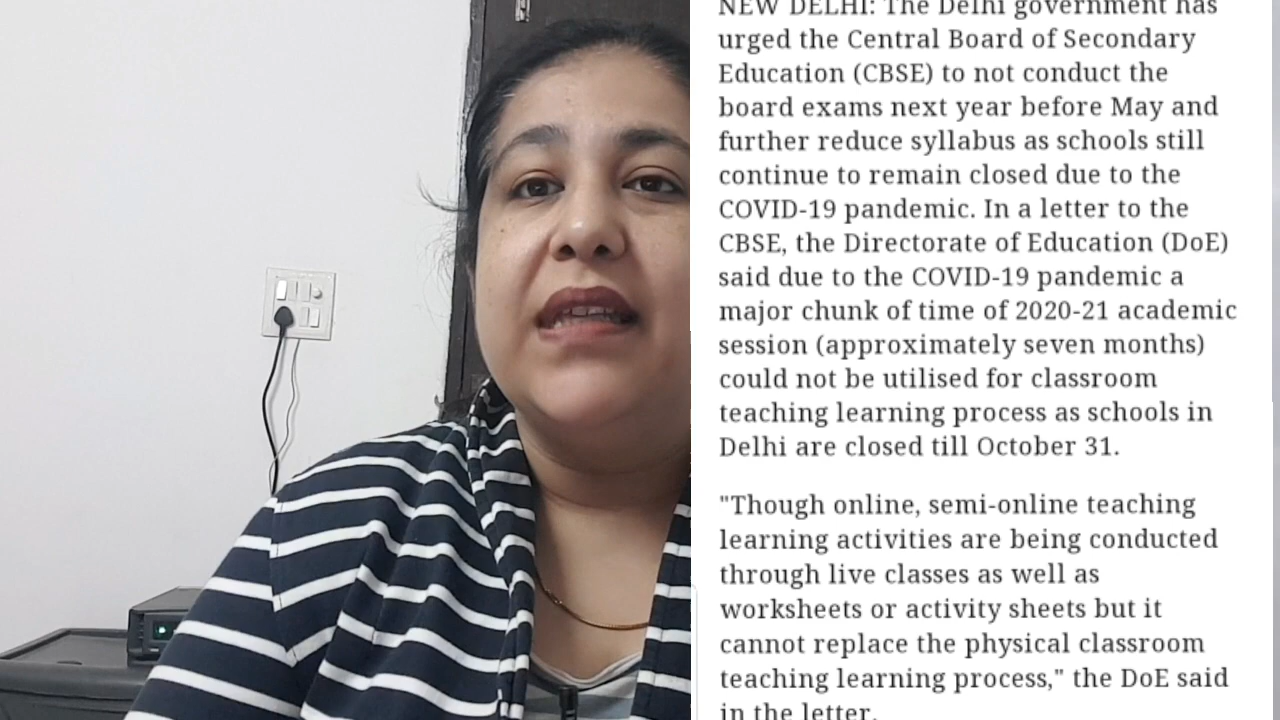 NEW DELHI: The Delhi government has
urged the Central Board of Secondary
Education (CBSE) to not conduct the
board exams next year before May and
further reduce syllabus as schools still
continue to remain closed due to the
COVID-19 pandemic. In a letter to the
CBSE, the Directorate of Education (DoE)
said due to the COVID-19 pandemic a
major chunk of time of 2020-21 academic
session (approximately seven months)
could not be utilised for classroom
teaching learning process as schools in
Delhi are closed till October 31.
"Though online, semi-online teaching
learning activities are being conducted
through live classes as well as
worksheets or activity sheets but it
cannot replace the physical classroom
teaching learning process," the DoE said
in the letter.